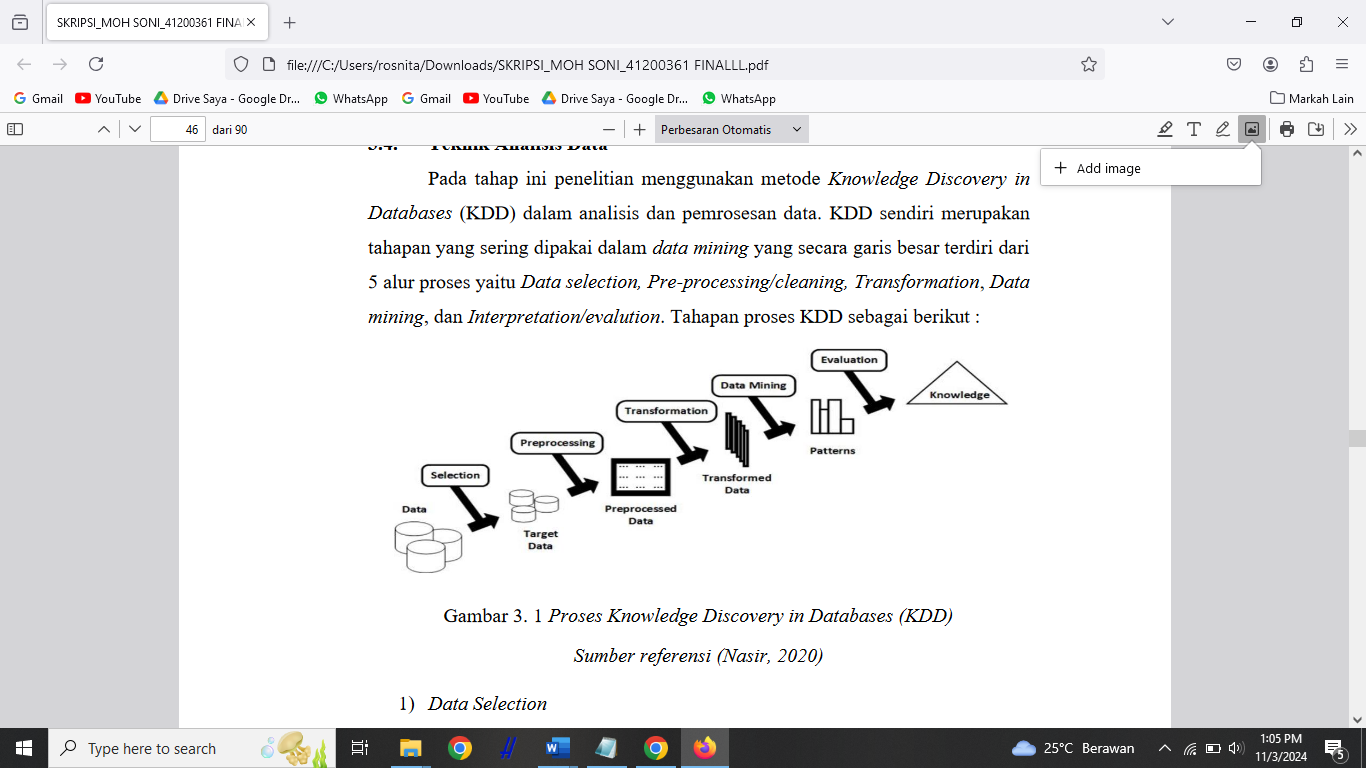 SKRIPSI_MOH SONI_41200361 FINA
file:///C:/Users/rosnita/Downloads/SKRIPSI_MOH SONI_41200361 FINALLL.pdf
Gmail YouTube Drive Saya - Google Dr... WhatsApp Gmail YouTube Drive Saya - Google Dr... WhatsApp Markah Lain
46 dari 90 Perbesaran Otomatis
Add image
3.4. Teknik Analisis Data
Pada tahap ini penelitian menggunakan metode Knowledge Discovery in
Databases (KDD) dalam analisis dan pemrosesan data. KDD sendiri merupakan
tahapan yang sering dipakai dalam data mining yang secara garis besar terdiri dari
5 alur proses yaitu Data selection, Pre-processing/cleaning, Transformation, Data
mining, dan Interpretation/evalution. Tahapan proses KDD sebagai berikut :
Evaluation
Data Mining
Knowledge
Transformation
Preprocessing
Patterns
Selection
Transformed
Data
Data
Preprocessed
Data
Target
Data
Gambar 3. 1 Proses Knowledge Discovery in Databases (KDD)
Sumber referensi (Nasir, 2020)
1) Data Selection
Type here to search
25°C Berawan
1:05 PM
11/3/2024
5